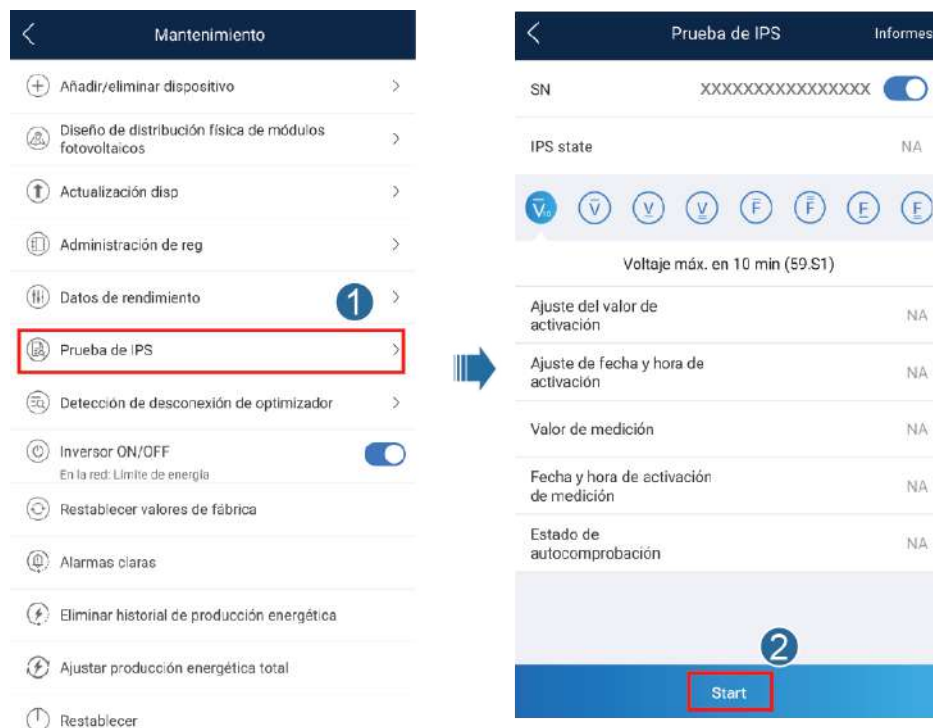 Mantenimiento
Añadir/eliminar dispositivo
Diseño de distribución física de módulos
fotovoltaicos
Actualización disp
Administración de reg
Datos de rendimiento
1
Prueba de IPS
Detección de desconexión de optimizador
Inversor ON/OFF
En la red: Límite de energía
Restablecer valores de fábrica
Alarmas claras
Eliminar historial de producción energética
Ajustar producción energética total
Restablecer
Prueba de IPS Informes
SN XXXXXXXXXXXXXXXX
IPS state NA
V̅₁₀ V̅ V̲ V̳ F̅ F̿ F̲ F̳
Voltaje máx. en 10 min (59.S1)
Ajuste del valor de
activación NA
Ajuste de fecha y hora de
activación NA
Valor de medición NA
Fecha y hora de activación
de medición NA
Estado de
autocomprobación NA
2
Start